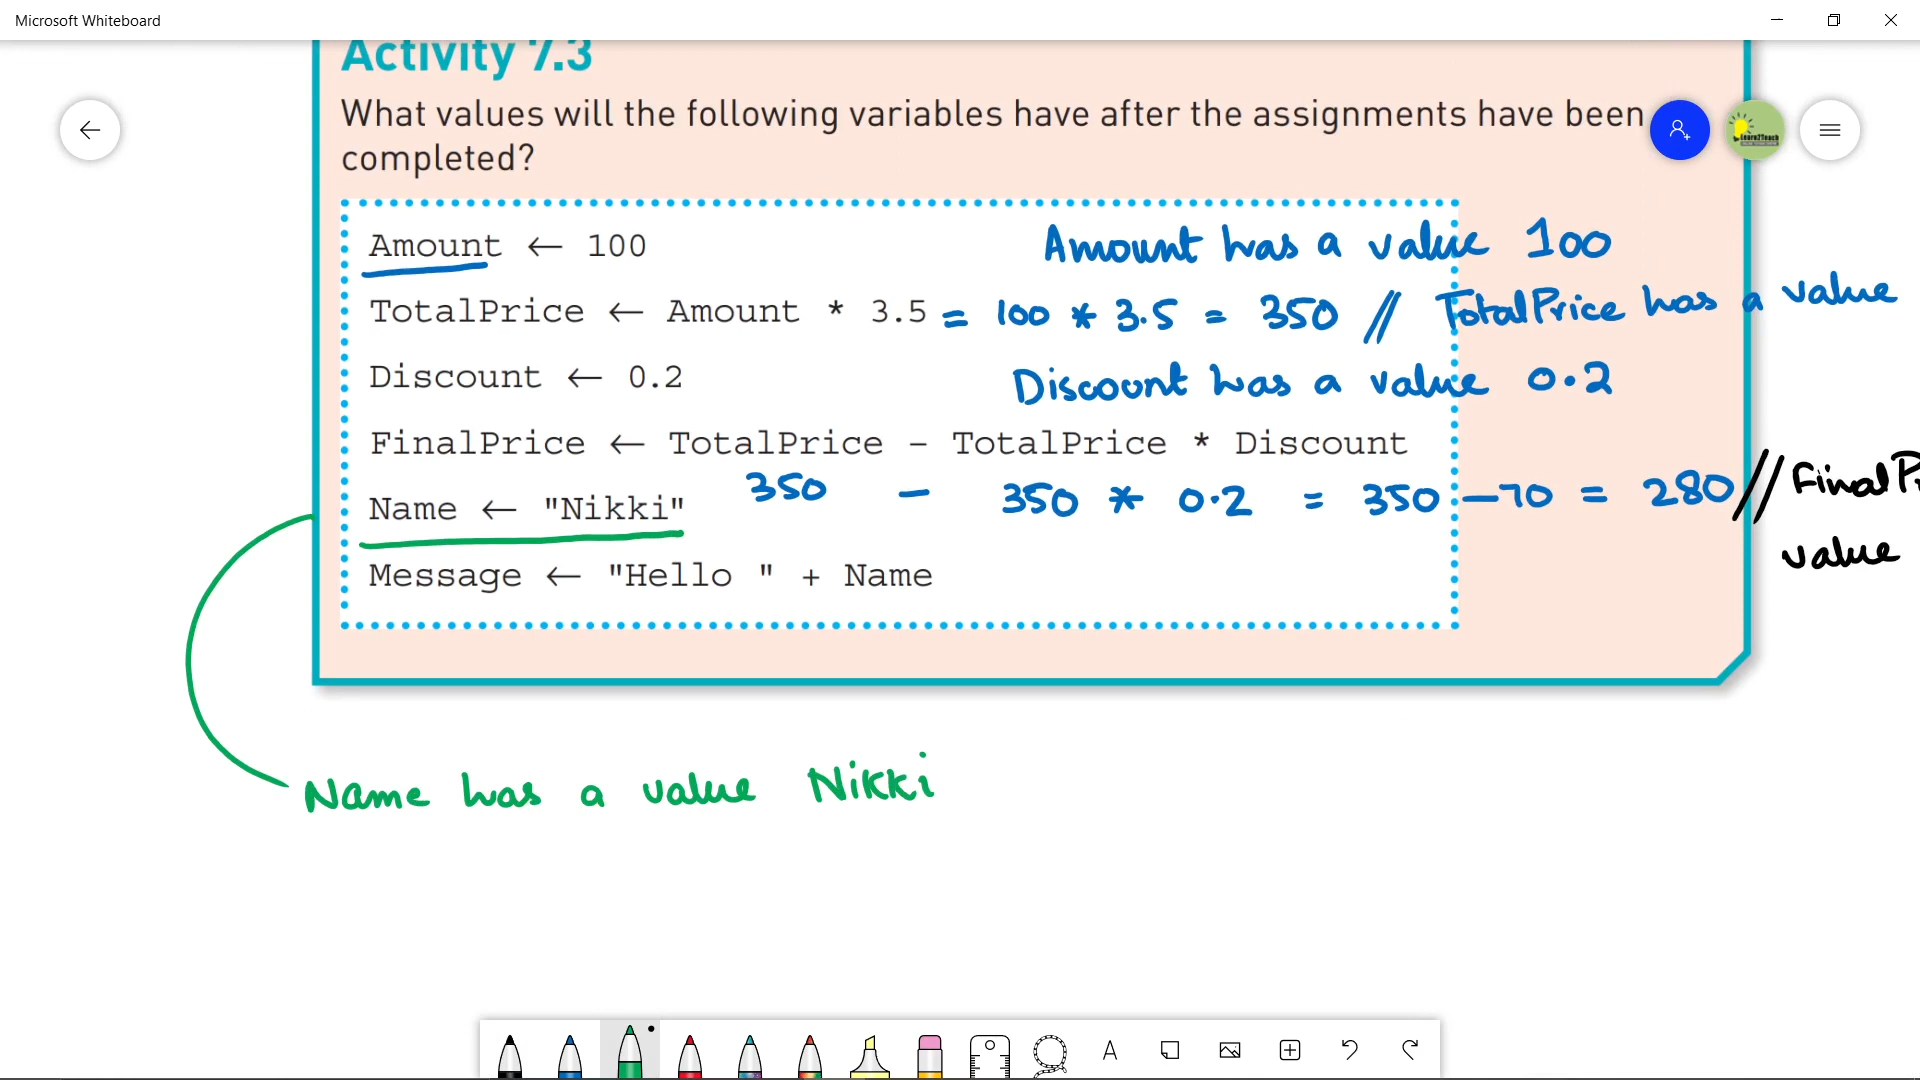 Microsoft Whiteboard
Activity 7.3
What values will the following variables have after the assignments have been
completed?
Amount ← 100 Amount has a value 100
TotalPrice ← Amount * 3.5 = 100 * 3.5 = 350 // TotalPrice has a value
Discount ← 0.2 Discount has a value 0.2
FinalPrice ← TotalPrice – TotalPrice * Discount
350 – 350 * 0.2 = 350 – 70 = 280 // FinalP
Name ← "Nikki"
value
Message ← "Hello " + Name
Name has a value Nikki
Learn2Teach
A